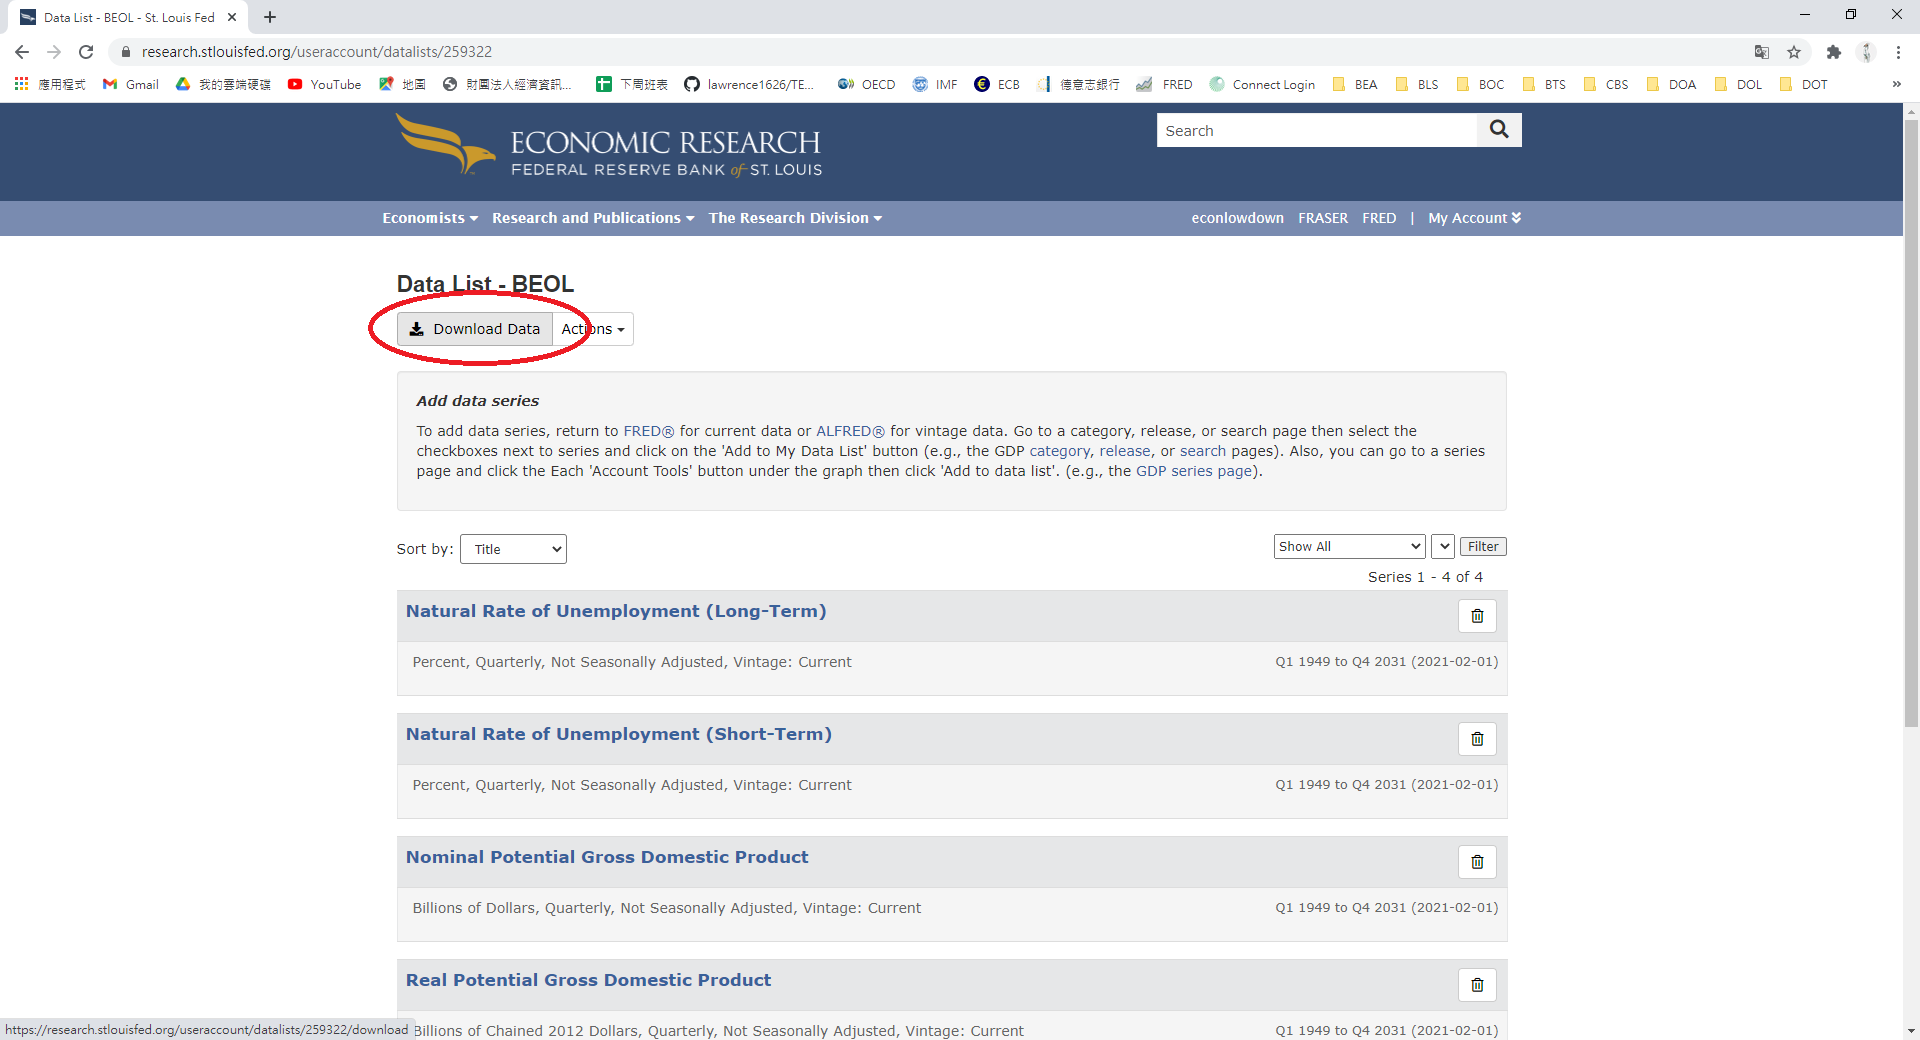 Data List - BEOL - St. Louis Fed
research.stlouisfed.org/useraccount/datalists/259322
應用程式 Gmail 我的雲端硬碟 YouTube 地圖 財團法人經濟資訊... 下周班表 lawrence1626/TE... OECD IMF ECB 德意志銀行 FRED Connect Login BEA BLS BOC BTS CBS DOA DOL DOT
ECONOMIC RESEARCH
FEDERAL RESERVE BANK of ST. LOUIS
Search
Economists Research and Publications The Research Division econlowdown FRASER FRED | My Account
Data List - BEOL
Download Data Actions
Add data series
To add data series, return to FRED® for current data or ALFRED® for vintage data. Go to a category, release, or search page then select the
checkboxes next to series and click on the 'Add to My Data List' button (e.g., the GDP category, release, or search pages). Also, you can go to a series
page and click the Each 'Account Tools' button under the graph then click 'Add to data list'. (e.g., the GDP series page).
Sort by: Title Show All Filter
Series 1 - 4 of 4
Natural Rate of Unemployment (Long-Term)
Percent, Quarterly, Not Seasonally Adjusted, Vintage: Current Q1 1949 to Q4 2031 (2021-02-01)
Natural Rate of Unemployment (Short-Term)
Percent, Quarterly, Not Seasonally Adjusted, Vintage: Current Q1 1949 to Q4 2031 (2021-02-01)
Nominal Potential Gross Domestic Product
Billions of Dollars, Quarterly, Not Seasonally Adjusted, Vintage: Current Q1 1949 to Q4 2031 (2021-02-01)
Real Potential Gross Domestic Product
Billions of Chained 2012 Dollars, Quarterly, Not Seasonally Adjusted, Vintage: Current Q1 1949 to Q4 2031 (2021-02-01)
https://research.stlouisfed.org/useraccount/datalists/259322/download